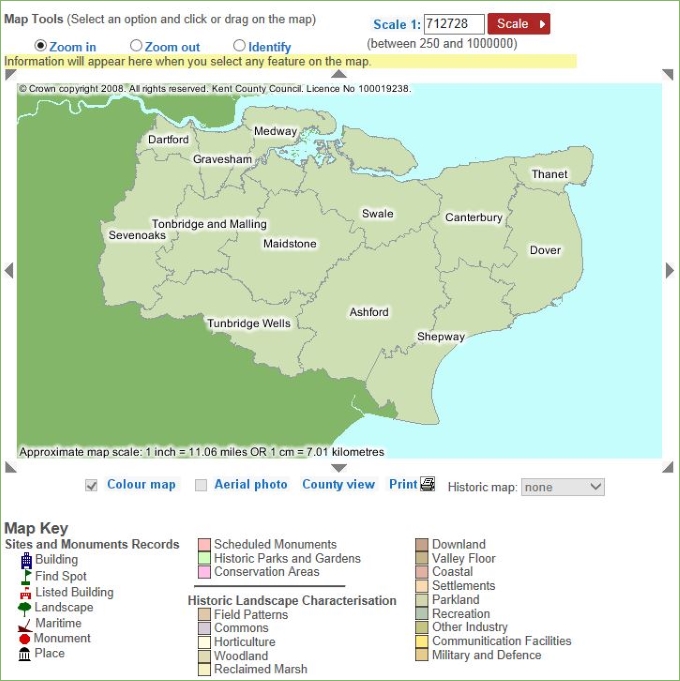 Map Tools (Select an option and click or drag on the map)
Scale 1: 712728 Scale
(between 250 and 1000000)
Zoom in Zoom out Identify
Information will appear here when you select any feature on the map.
© Crown copyright 2008. All rights reserved. Kent County Council. Licence No 100019238.
Medway
Dartford
Gravesham
Thanet
Swale
Canterbury
Tonbridge and Malling
Sevenoaks
Maidstone
Dover
Ashford
Tunbridge Wells
Shepway
Approximate map scale: 1 inch = 11.06 miles OR 1 cm = 7.01 kilometres
Colour map Aerial photo County view Print Historic map: none
Map Key
Sites and Monuments Records
Building
Find Spot
Listed Building
Landscape
Maritime
Monument
Place
Scheduled Monuments
Historic Parks and Gardens
Conservation Areas
Historic Landscape Characterisation
Field Patterns
Commons
Horticulture
Woodland
Reclaimed Marsh
Downland
Valley Floor
Coastal
Settlements
Parkland
Recreation
Other Industry
Communitication Facilities
Military and Defence